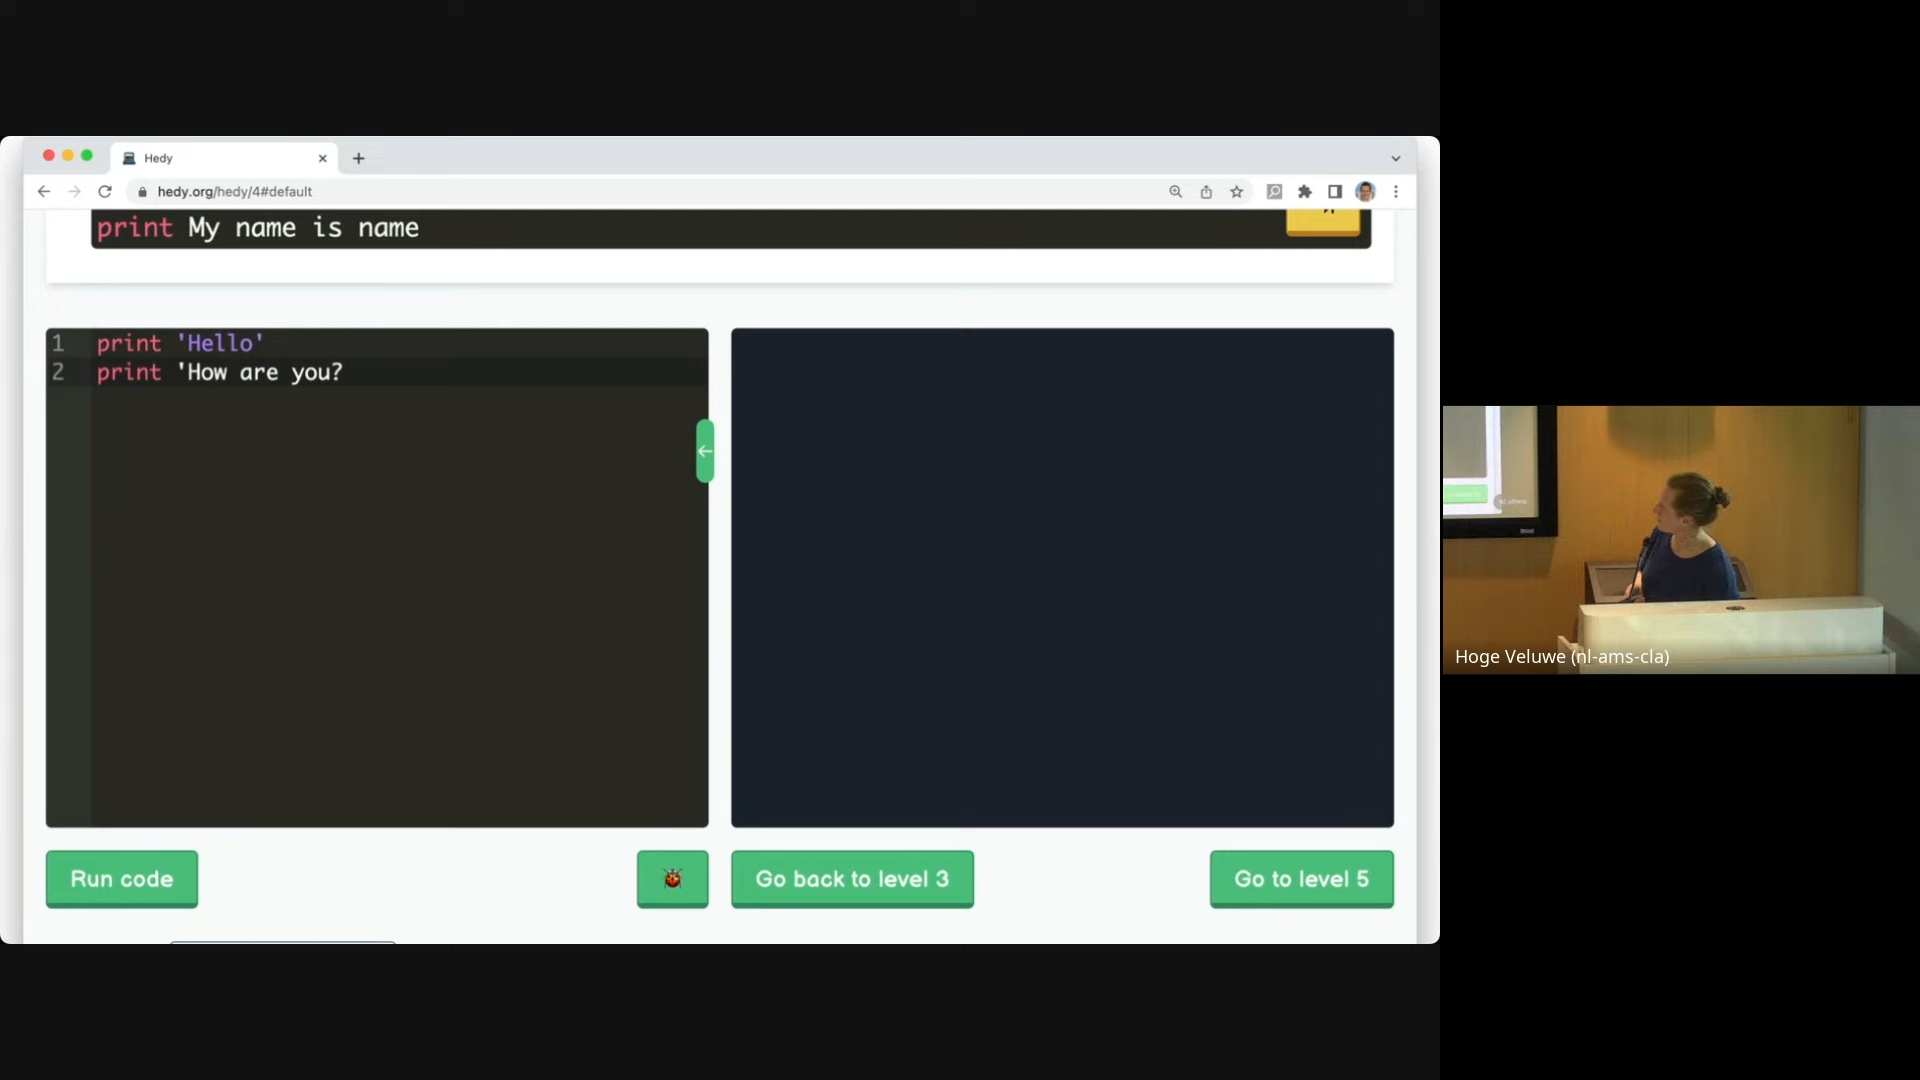 Hedy
hedy.org/hedy/4#default
print My name is name
1 print 'Hello'
2 print 'How are you?
Run code
Go back to level 3
Go to level 5
Hoge Veluwe (nl-ams-cla)